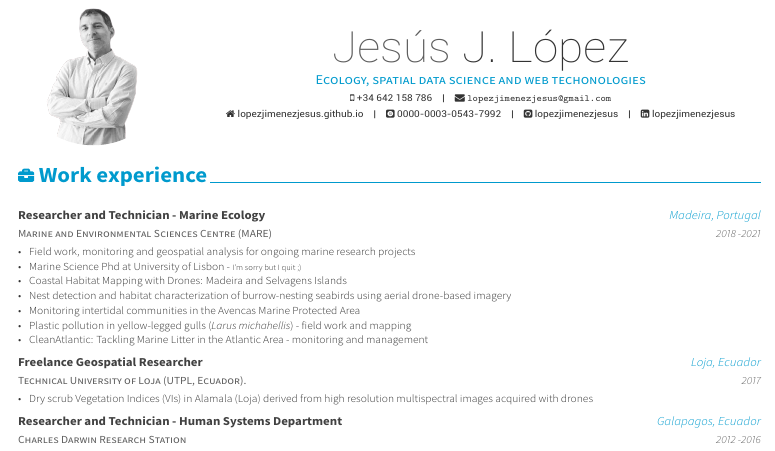 Jesús J. López
Ecology, spatial data science and web techonologies
+34 642 158 786 | lopezjimenezjesus@gmail.com
lopezjimenezjesus.github.io | 0000-0003-0543-7992 | lopezjimenezjesus | lopezjimenezjesus
Work experience
Researcher and Technician - Marine Ecology Madeira, Portugal
Marine and Environmental Sciences Centre (MARE) 2018 -2021
• Field work, monitoring and geospatial analysis for ongoing marine research projects
• Marine Science Phd at University of Lisbon - I'm sorry but I quit ;)
• Coastal Habitat Mapping with Drones: Madeira and Selvagens Islands
• Nest detection and habitat characterization of burrow-nesting seabirds using aerial drone-based imagery
• Monitoring intertidal communities in the Avencas Marine Protected Area
• Plastic pollution in yellow-legged gulls (Larus michahellis) - field work and mapping
• CleanAtlantic: Tackling Marine Litter in the Atlantic Area - monitoring and management
Freelance Geospatial Researcher Loja, Ecuador
Technical University of Loja (UTPL, Ecuador). 2017
• Dry scrub Vegetation Indices (VIs) in Alamala (Loja) derived from high resolution multispectral images acquired with drones
Researcher and Technician - Human Systems Department Galapagos, Ecuador
Charles Darwin Research Station 2012 -2016